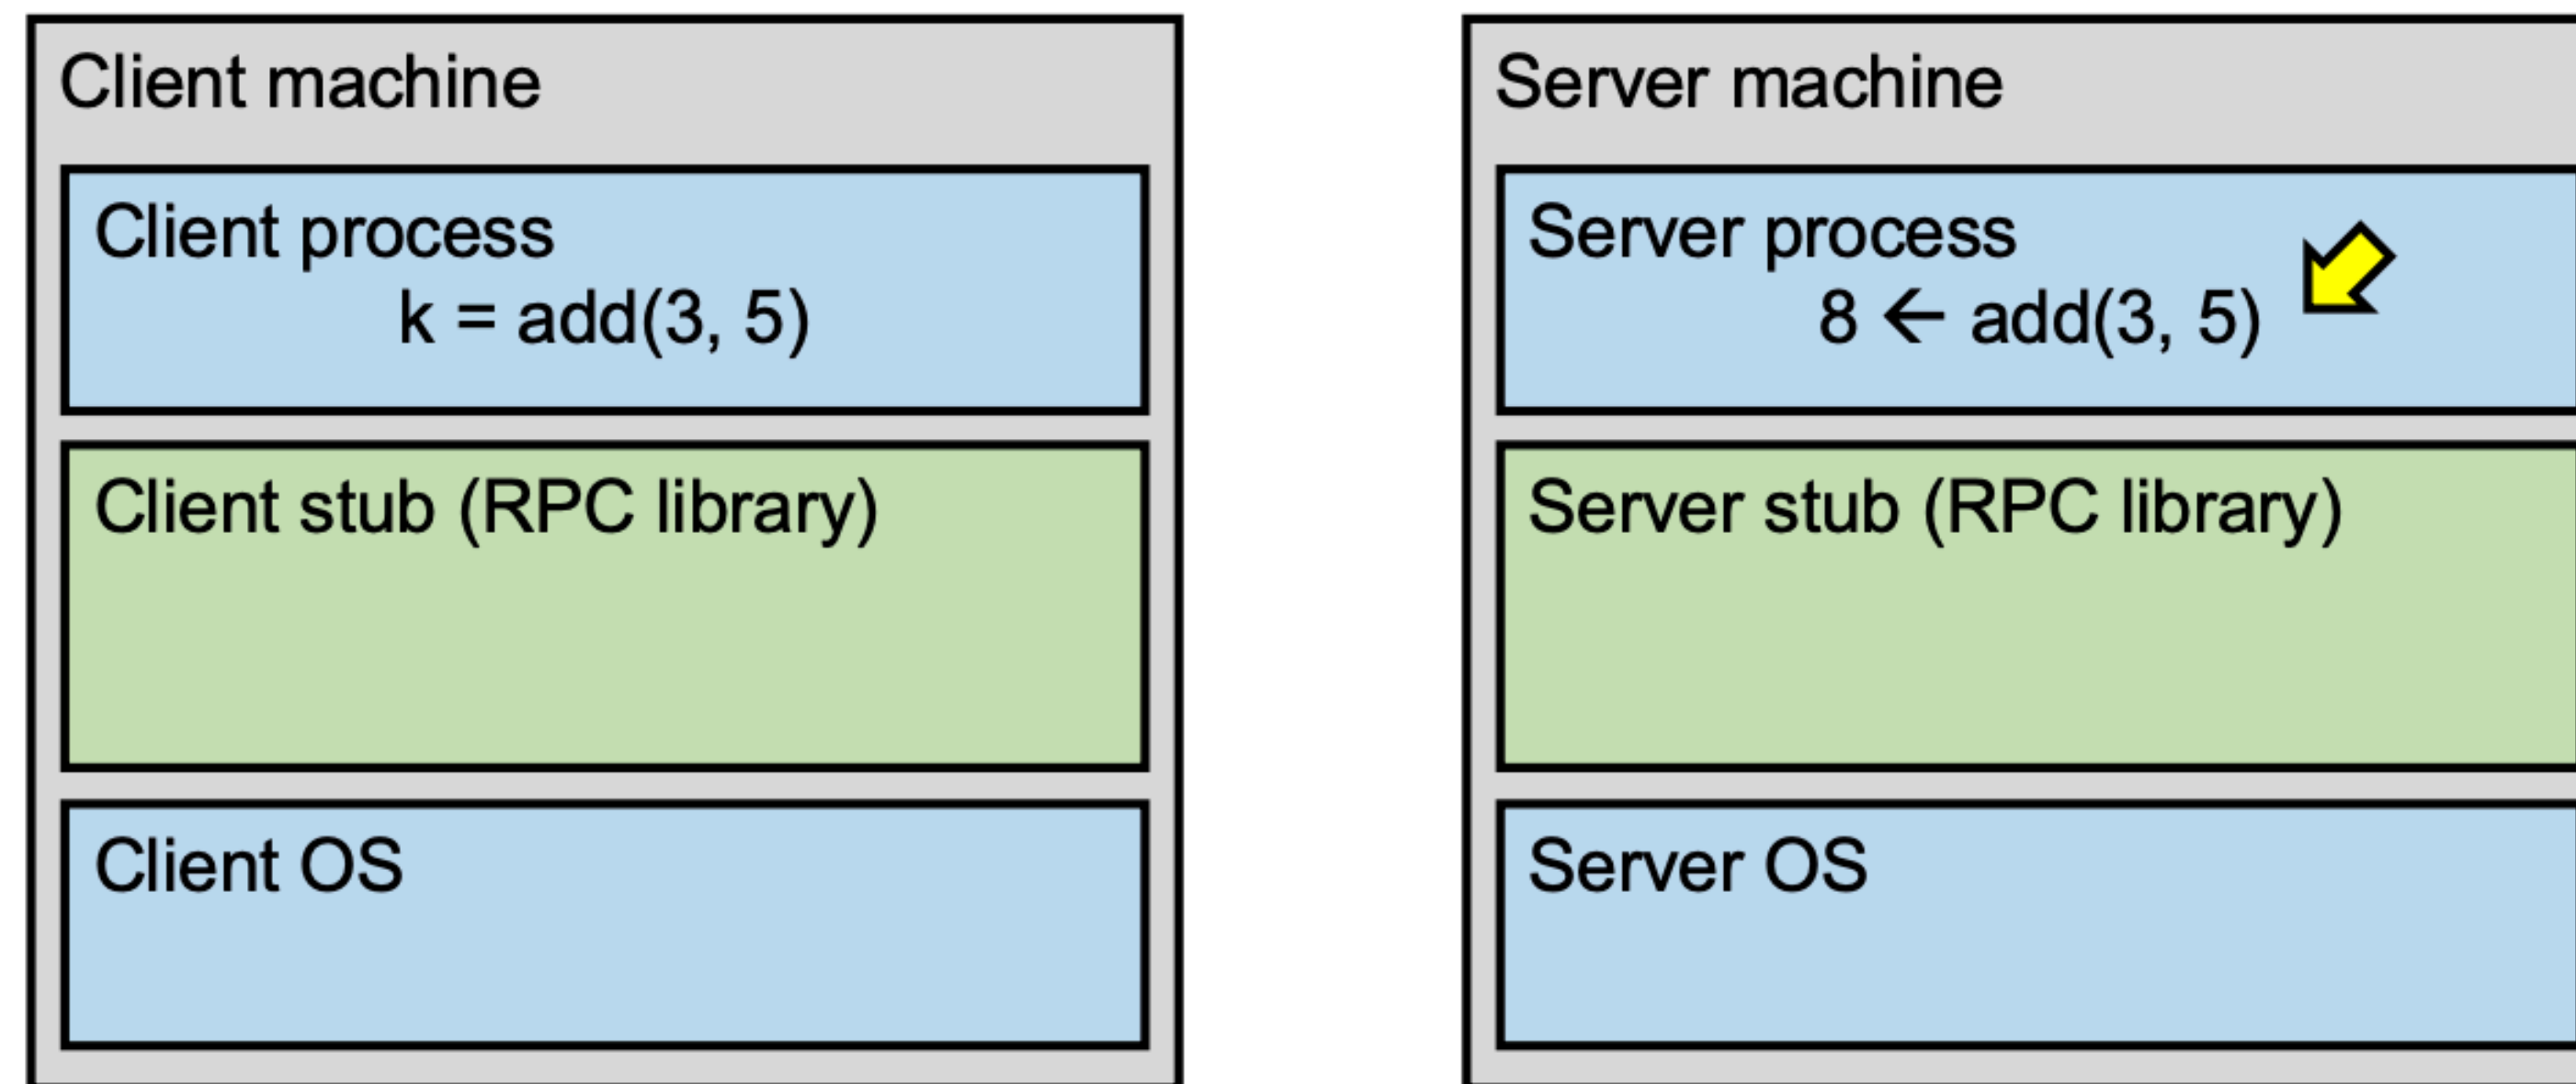 Client machine
Client process
k = add(3, 5)
Client stub (RPC library)
Client OS
Server machine
Server process
8 ← add(3, 5)
Server stub (RPC library)
Server OS